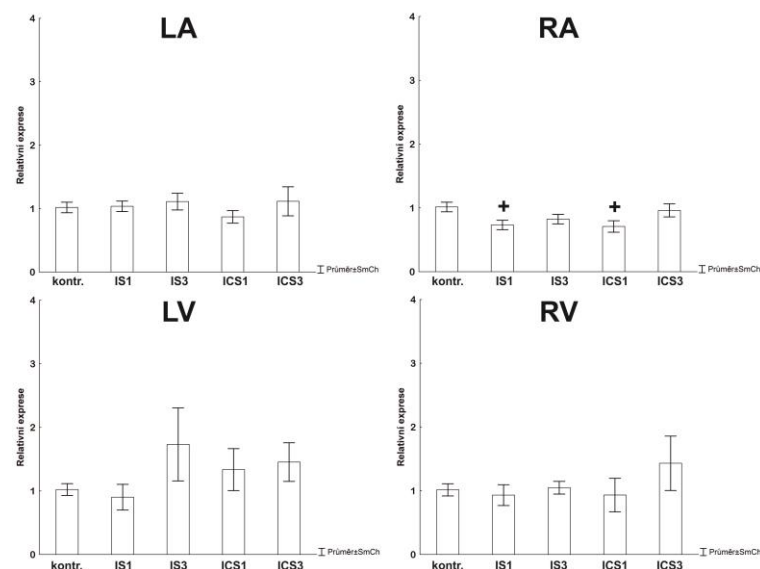 LA
Relativní exprese
4
3
2
1
0
kontr. IS1 IS3 ICS1 ICS3
Průměr±SmCh
RA
Relativní exprese
4
3
2
1
0
+ +
kontr. IS1 IS3 ICS1 ICS3
Průměr±SmCh
LV
Relativní exprese
4
3
2
1
0
kontr. IS1 IS3 ICS1 ICS3
Průměr±SmCh
RV
Relativní exprese
4
3
2
1
0
kontr. IS1 IS3 ICS1 ICS3
Průměr±SmCh